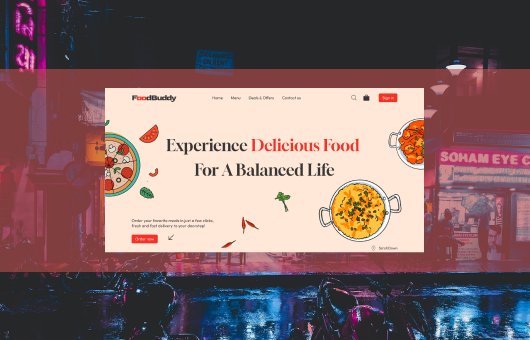 FoodBuddy
Home Menu Deals & Offers Contact us
Sign in
Experience Delicious Food
For A Balanced Life
Order your favorite meals in just a few clicks,
fresh and fast delivery to your doorstep!
Order now
SOHAM EYE C